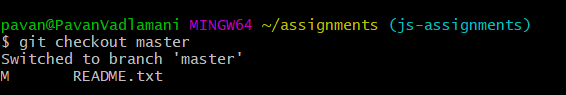 pavan@PavanVadlamani MINGW64 ~/assignments (js-assignments)
$ git checkout master
Switched to branch 'master'
M       README.txt